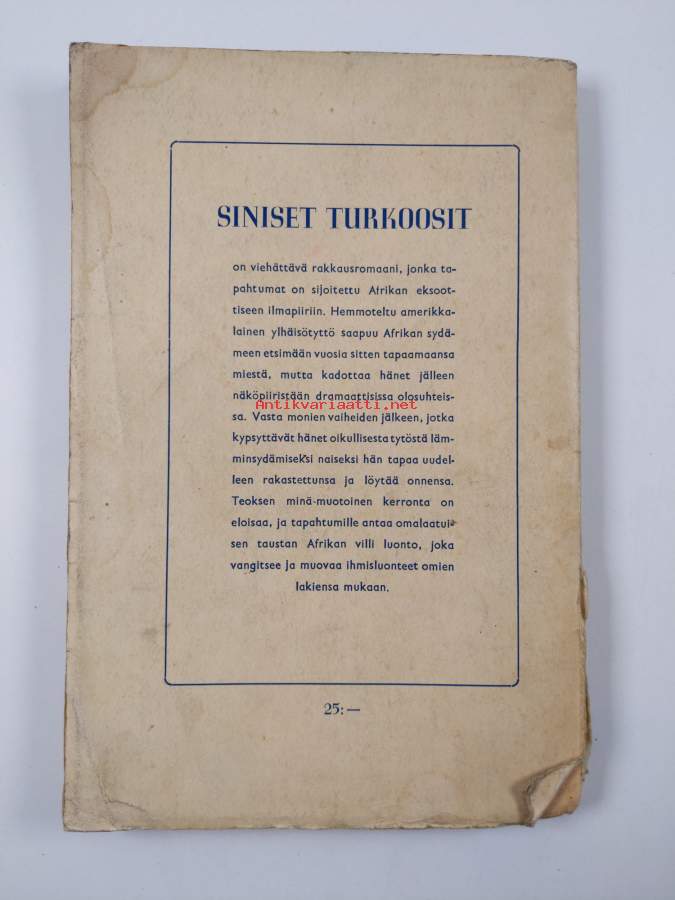 SINISET TURKOOSIT
on viehättävä rakkausromaani, jonka ta-
pahtumat on sijoitettu Afrikan eksoot-
tiseen ilmapiiriin. Hemmoteltu amerikka-
lainen ylhäisötyttö saapuu Afrikan sydä-
meen etsimään vuosia sitten tapaamaansa
miestä, mutta kadottaa hänet jälleen
näköpiiristään dramaattisissa olosuhteis-
Antikvariaatti.net
sa. Vasta monien vaiheiden jälkeen, jotka
kypsyttävät hänet oikullisesta tytöstä läm-
minsydämiseksi naiseksi hän tapaa uudel-
leen rakastettunsa ja löytää onnensa.
Teoksen minä-muotoinen kerronta on
eloisaa, ja tapahtumille antaa omalaatui-
sen taustan Afrikan villi luonto, joka
vangitsee ja muovaa ihmisluonteet omien
lakiensa mukaan.
25:—